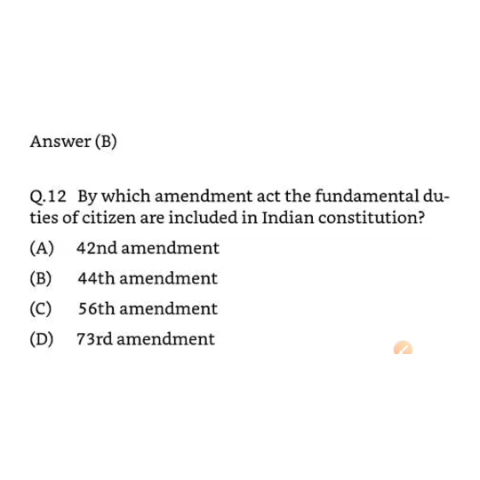 Answer (B)
Q.12 By which amendment act the fundamental du-
ties of citizen are included in Indian constitution?
(A) 42nd amendment
(B) 44th amendment
(C) 56th amendment
(D) 73rd amendment